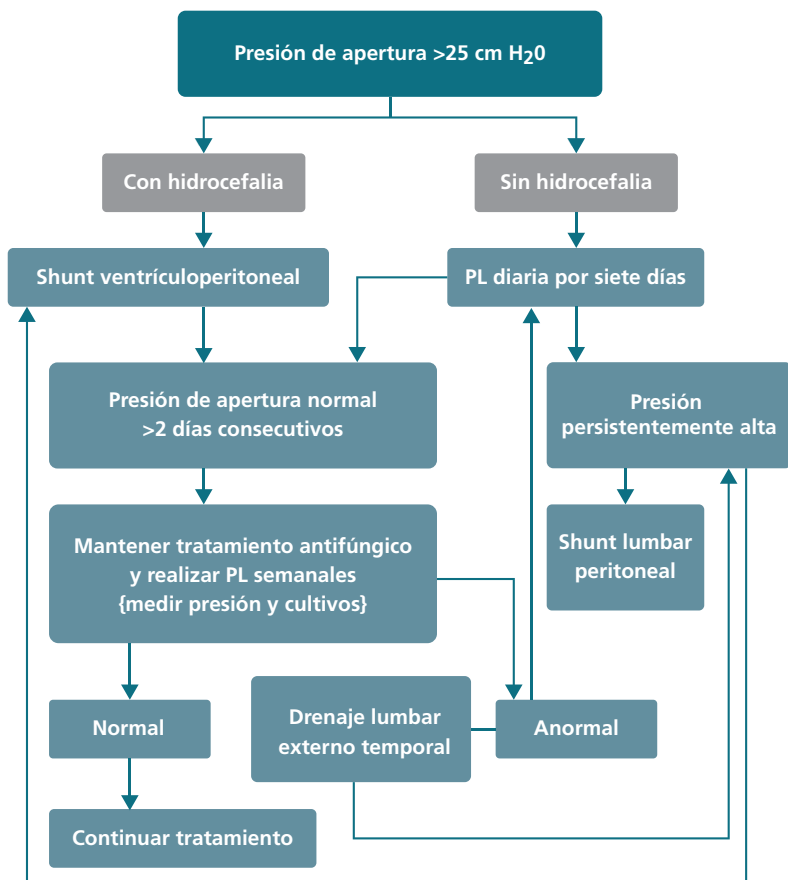 Presión de apertura >25 cm H20
Con hidrocefalia
Sin hidrocefalia
Shunt ventrículoperitoneal
PL diaria por siete días
Presión de apertura normal
>2 días consecutivos
Presión
persistentemente alta
Mantener tratamiento antifúngico
y realizar PL semanales
{medir presión y cultivos}
Shunt lumbar
peritoneal
Normal
Drenaje lumbar
externo temporal
Anormal
Continuar tratamiento